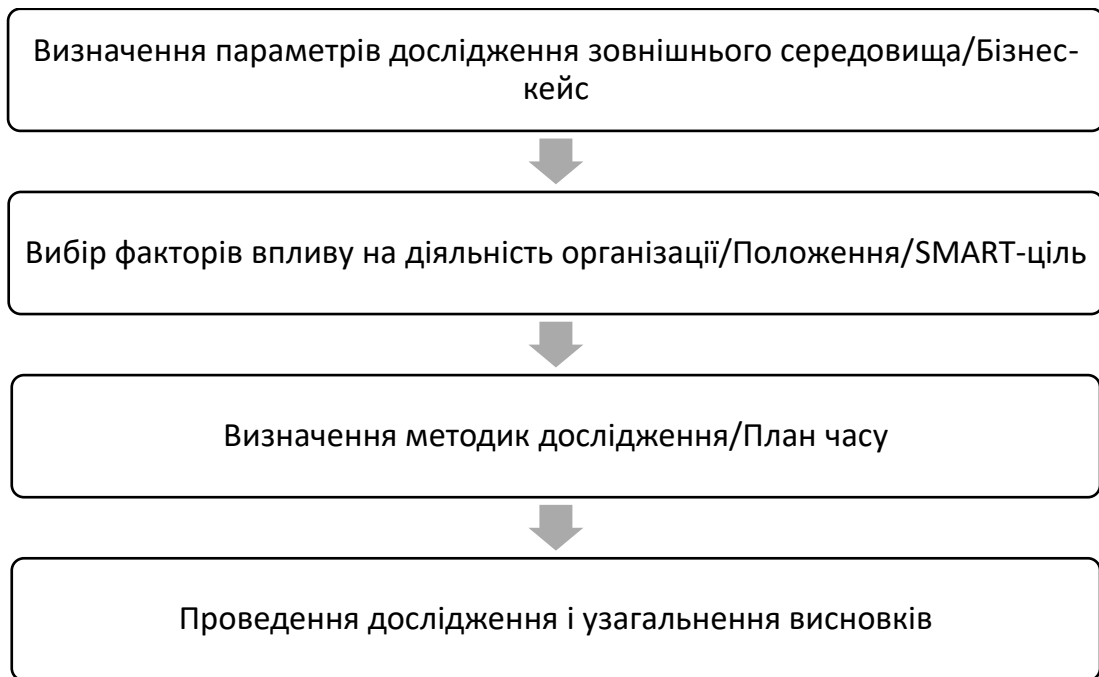 Визначення параметрів дослідження зовнішнього середовища/Бізнес-
кейс
Вибір факторів впливу на діяльність організації/Положення/SMART-ціль
Визначення методик дослідження/План часу
Проведення дослідження і узагальнення висновків